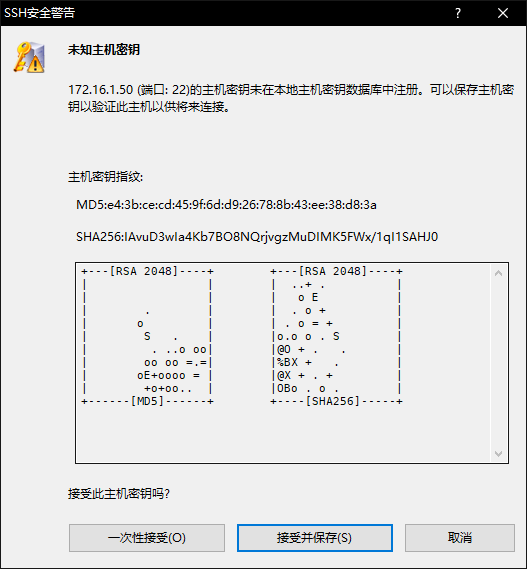 SSH安全警告
未知主机密钥
172.16.1.50 (端口: 22)的主机密钥未在本地主机密钥数据库中注册。可以保存主机密
钥以验证此主机以供将来连接。
主机密钥指纹:
MD5:e4:3b:ce:cd:45:9f:6d:d9:26:78:8b:43:ee:38:d8:3a
SHA256:IAvuD3wIa4Kb7BO8NQrjvgzMuDIMK5FWx/1qI1SAHJ0
+---[RSA 2048]----+        +---[RSA 2048]----+
|                 |        |  ..+ .          |
|                 |        |   o E           |
|        .        |        |  . o +          |
|       o         |        | . o = +         |
|        S   .    |        |o.o o . S        |
|         . ..o oo|        |@O + .   .       |
|        oo oo =.=|        |%BX +   .        |
|       oE+oooo = |        |@X + . +         |
|        +o+oo..  |        |OBo . o .        |
+------[MD5]------+        +----[SHA256]-----+
接受此主机密钥吗?
一次性接受(O)
接受并保存(S)
取消